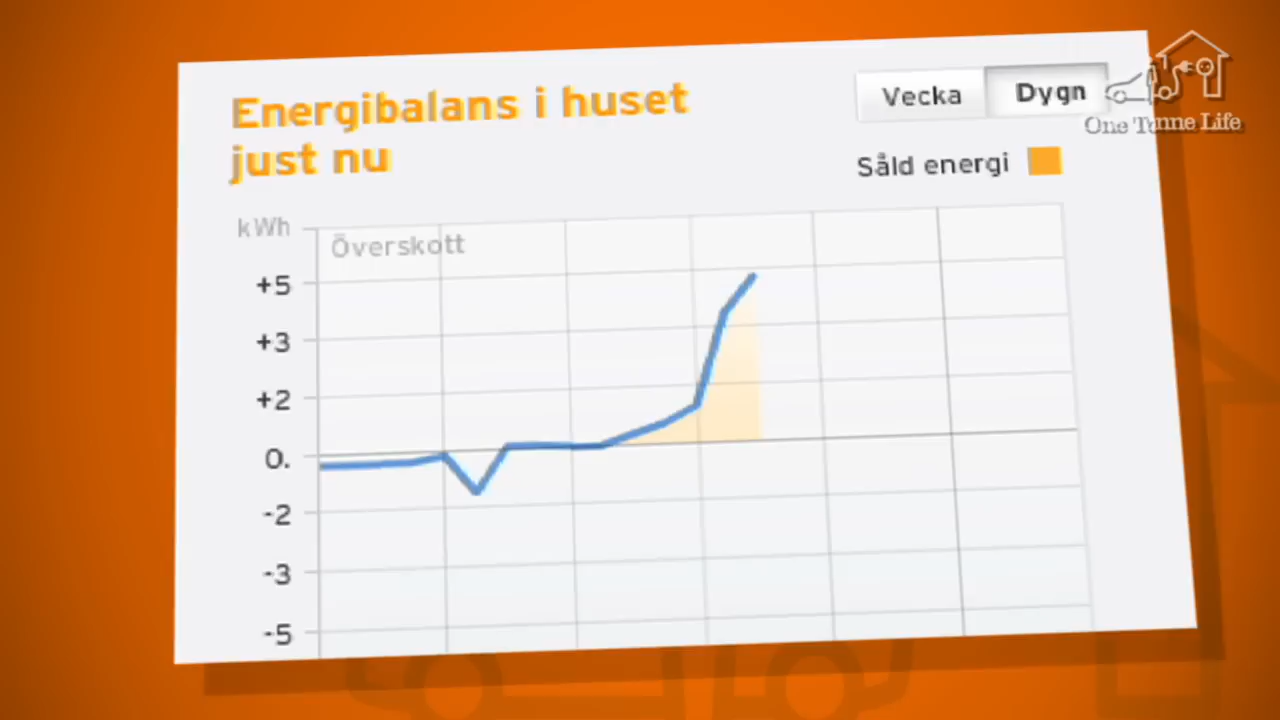 Energibalans i huset
just nu
Vecka
Dygn
One Tonne Life
Såld energi
kWh
Överskott
+5
+3
+2
0.
-2
-3
-5